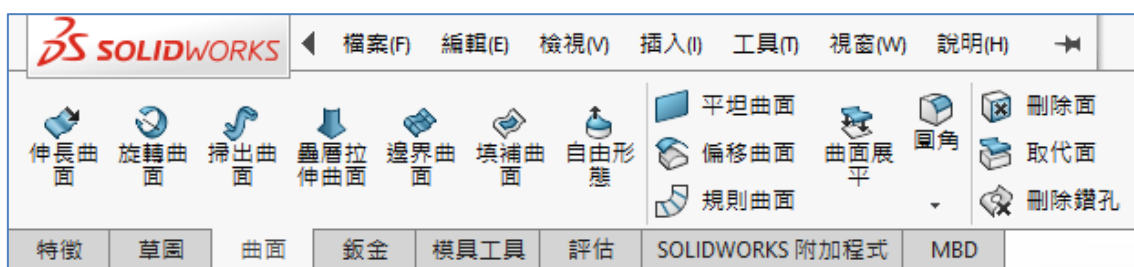 SOLIDWORKS 檔案(F) 編輯(E) 檢視(V) 插入(I) 工具(T) 視窗(W) 說明(H)
伸長曲面
旋轉曲面
掃出曲面
疊層拉伸曲面
邊界曲面
填補曲面
自由形態
平坦曲面
偏移曲面
規則曲面
曲面展平
圓角
刪除面
取代面
刪除鑽孔
特徵 草圖 曲面 鈑金 模具工具 評估 SOLIDWORKS 附加程式 MBD